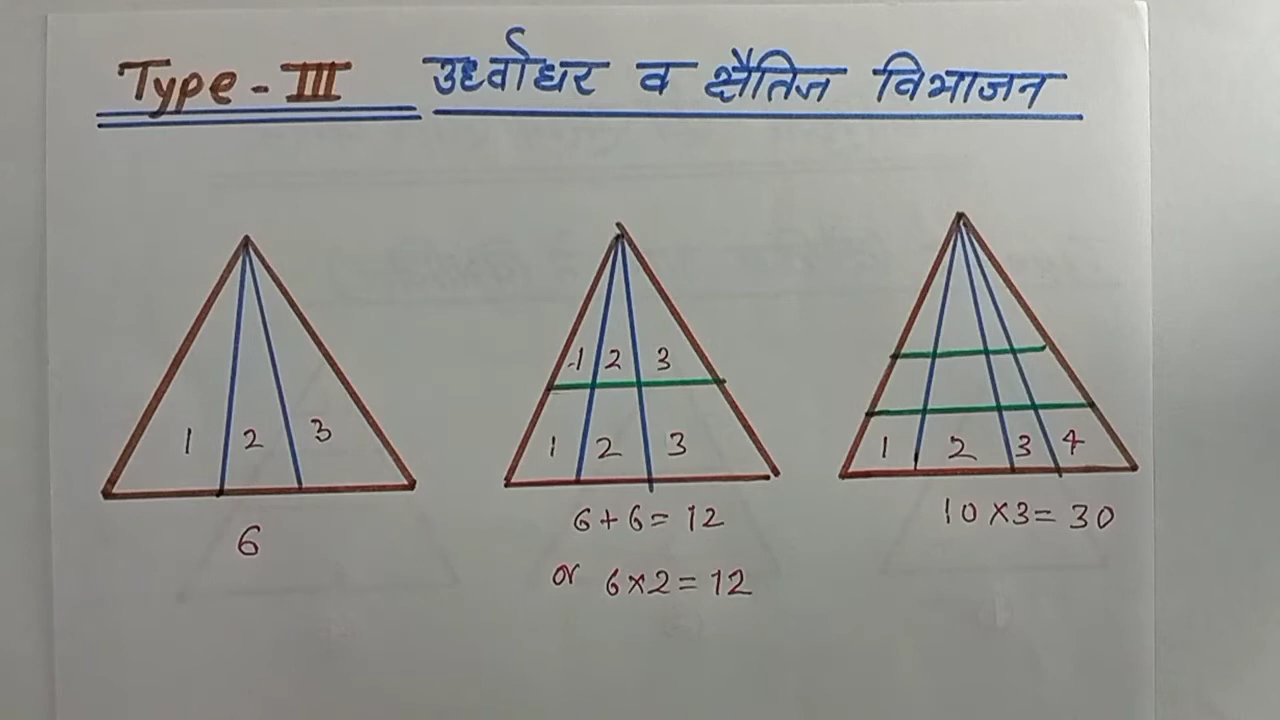 Type - III उर्ध्वाधर व क्षैतिज विभाजन
1 2 3
6
1 2 3
1 2 3
6 + 6 = 12
or 6 × 2 = 12
1 2 3 4
10 × 3 = 30